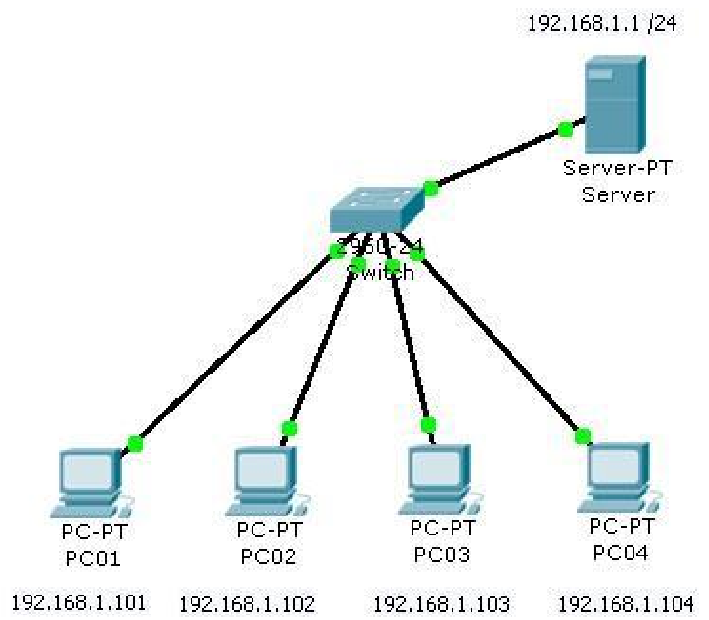 192.168.1.1 /24
Server-PT
Server
2950-24
Switch
PC-PT
PC01
PC-PT
PC02
PC-PT
PC03
PC-PT
PC04
192.168.1.101
192.168.1.102
192.168.1.103
192.168.1.104